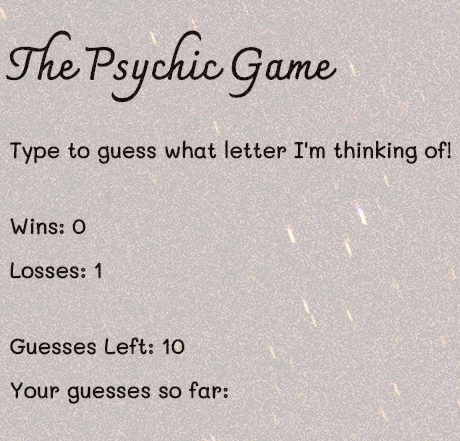 The Psychic Game
Type to guess what letter I'm thinking of!
Wins: 0
Losses: 1
Guesses Left: 10
Your guesses so far: